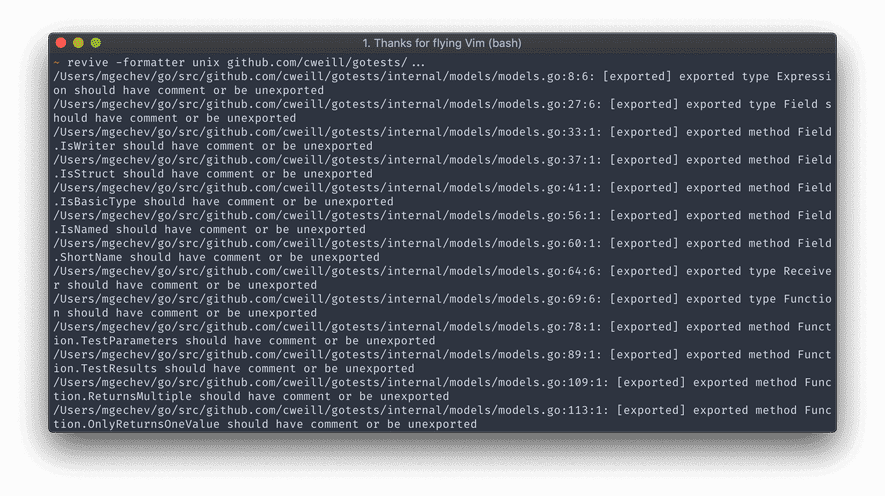 1. Thanks for flying Vim (bash)
~ revive -formatter unix github.com/cweill/gotests/...
/Users/mgechev/go/src/github.com/cweill/gotests/internal/models/models.go:8:6: [exported] exported type Expressi
on should have comment or be unexported
/Users/mgechev/go/src/github.com/cweill/gotests/internal/models/models.go:27:6: [exported] exported type Field s
hould have comment or be unexported
/Users/mgechev/go/src/github.com/cweill/gotests/internal/models/models.go:33:1: [exported] exported method Field
.IsWriter should have comment or be unexported
/Users/mgechev/go/src/github.com/cweill/gotests/internal/models/models.go:37:1: [exported] exported method Field
.IsStruct should have comment or be unexported
/Users/mgechev/go/src/github.com/cweill/gotests/internal/models/models.go:41:1: [exported] exported method Field
.IsBasicType should have comment or be unexported
/Users/mgechev/go/src/github.com/cweill/gotests/internal/models/models.go:56:1: [exported] exported method Field
.IsNamed should have comment or be unexported
/Users/mgechev/go/src/github.com/cweill/gotests/internal/models/models.go:60:1: [exported] exported method Field
.ShortName should have comment or be unexported
/Users/mgechev/go/src/github.com/cweill/gotests/internal/models/models.go:64:6: [exported] exported type Receive
r should have comment or be unexported
/Users/mgechev/go/src/github.com/cweill/gotests/internal/models/models.go:69:6: [exported] exported type Functio
n should have comment or be unexported
/Users/mgechev/go/src/github.com/cweill/gotests/internal/models/models.go:78:1: [exported] exported method Funct
ion.TestParameters should have comment or be unexported
/Users/mgechev/go/src/github.com/cweill/gotests/internal/models/models.go:89:1: [exported] exported method Funct
ion.TestResults should have comment or be unexported
/Users/mgechev/go/src/github.com/cweill/gotests/internal/models/models.go:109:1: [exported] exported method Func
tion.ReturnsMultiple should have comment or be unexported
/Users/mgechev/go/src/github.com/cweill/gotests/internal/models/models.go:113:1: [exported] exported method Func
tion.OnlyReturnsOneValue should have comment or be unexported